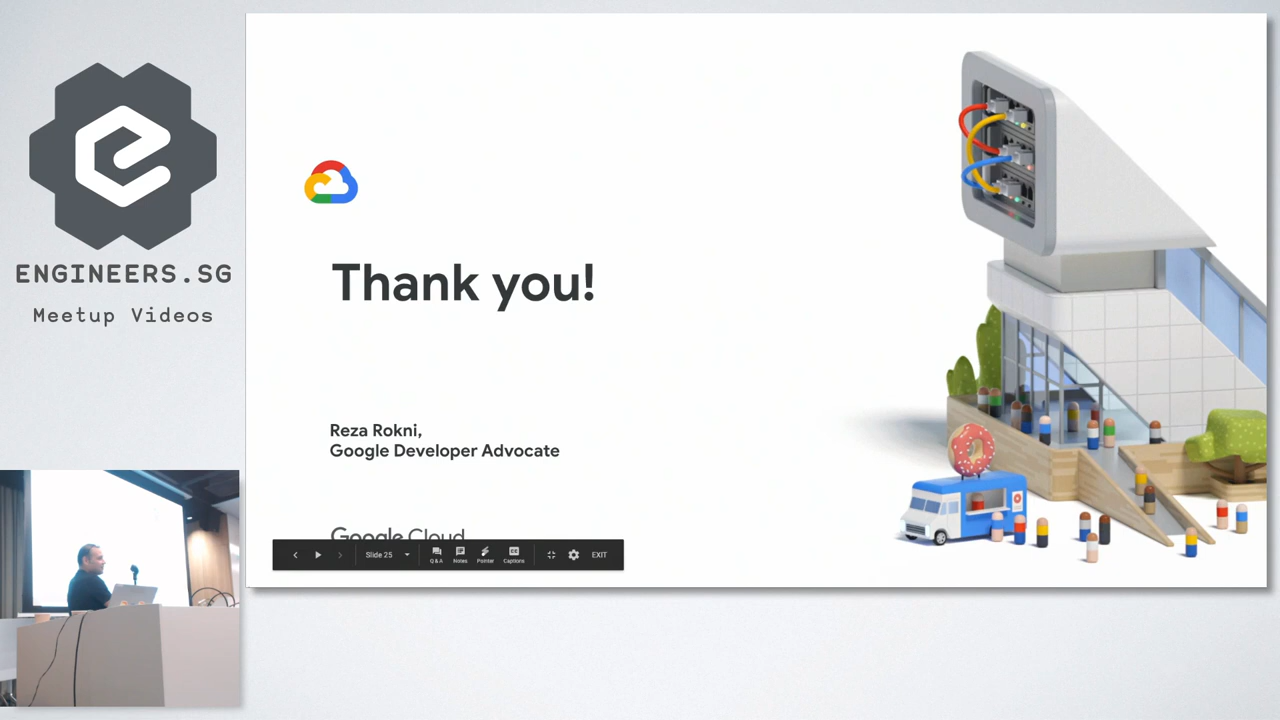 ENGINEERS.SG
Meetup Videos
Thank you!
Reza Rokni,
Google Developer Advocate
Google Cloud
Slide 25
Q & A
Notes
Pointer
Captions
EXIT